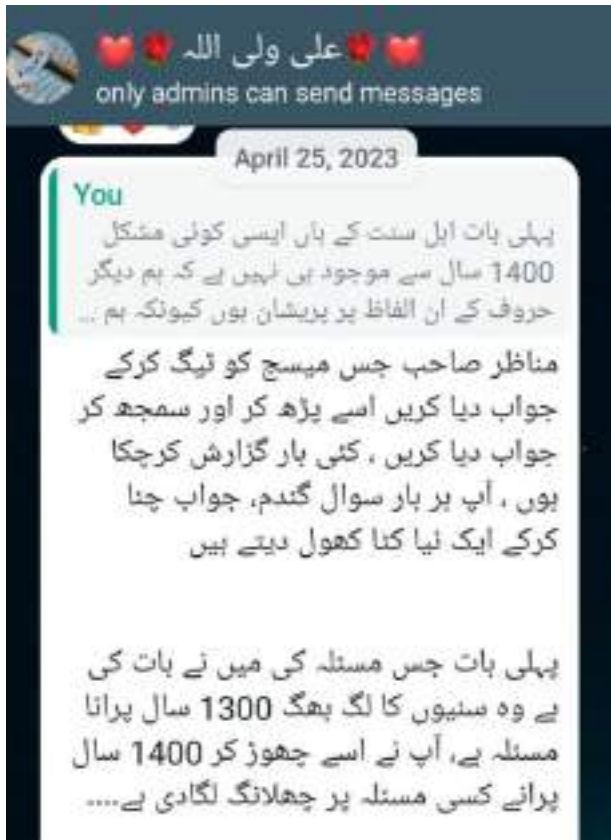 علی ولی اللہ
only admins can send messages
April 25, 2023
You
پہلی بات اہل سنت کے ہاں ایسی کوئی مشکل
1400 سال سے موجود ہی نہیں ہے کہ ہم دیگر
حروف کے ان الفاظ پر پریشان ہوں کیونکہ ہم ...
مناظر صاحب جس میسج کو ٹیگ کرکے
جواب دیا کریں اسے پڑھ کر اور سمجھ کر
جواب دیا کریں ، کئی بار گزارش کرچکا
ہوں ، آپ ہر بار سوال گندم، جواب چنا
کرکے ایک نیا کتا کھول دیتے ہیں
پہلی بات جس مسئلہ کی میں نے بات کی
ہے وہ سنیوں کا لگ بھگ 1300 سال پرانا
مسئلہ ہے، آپ نے اسے چھوڑ کر 1400 سال
پرانے کسی مسئلہ پر چھلانگ لگادی ہے....